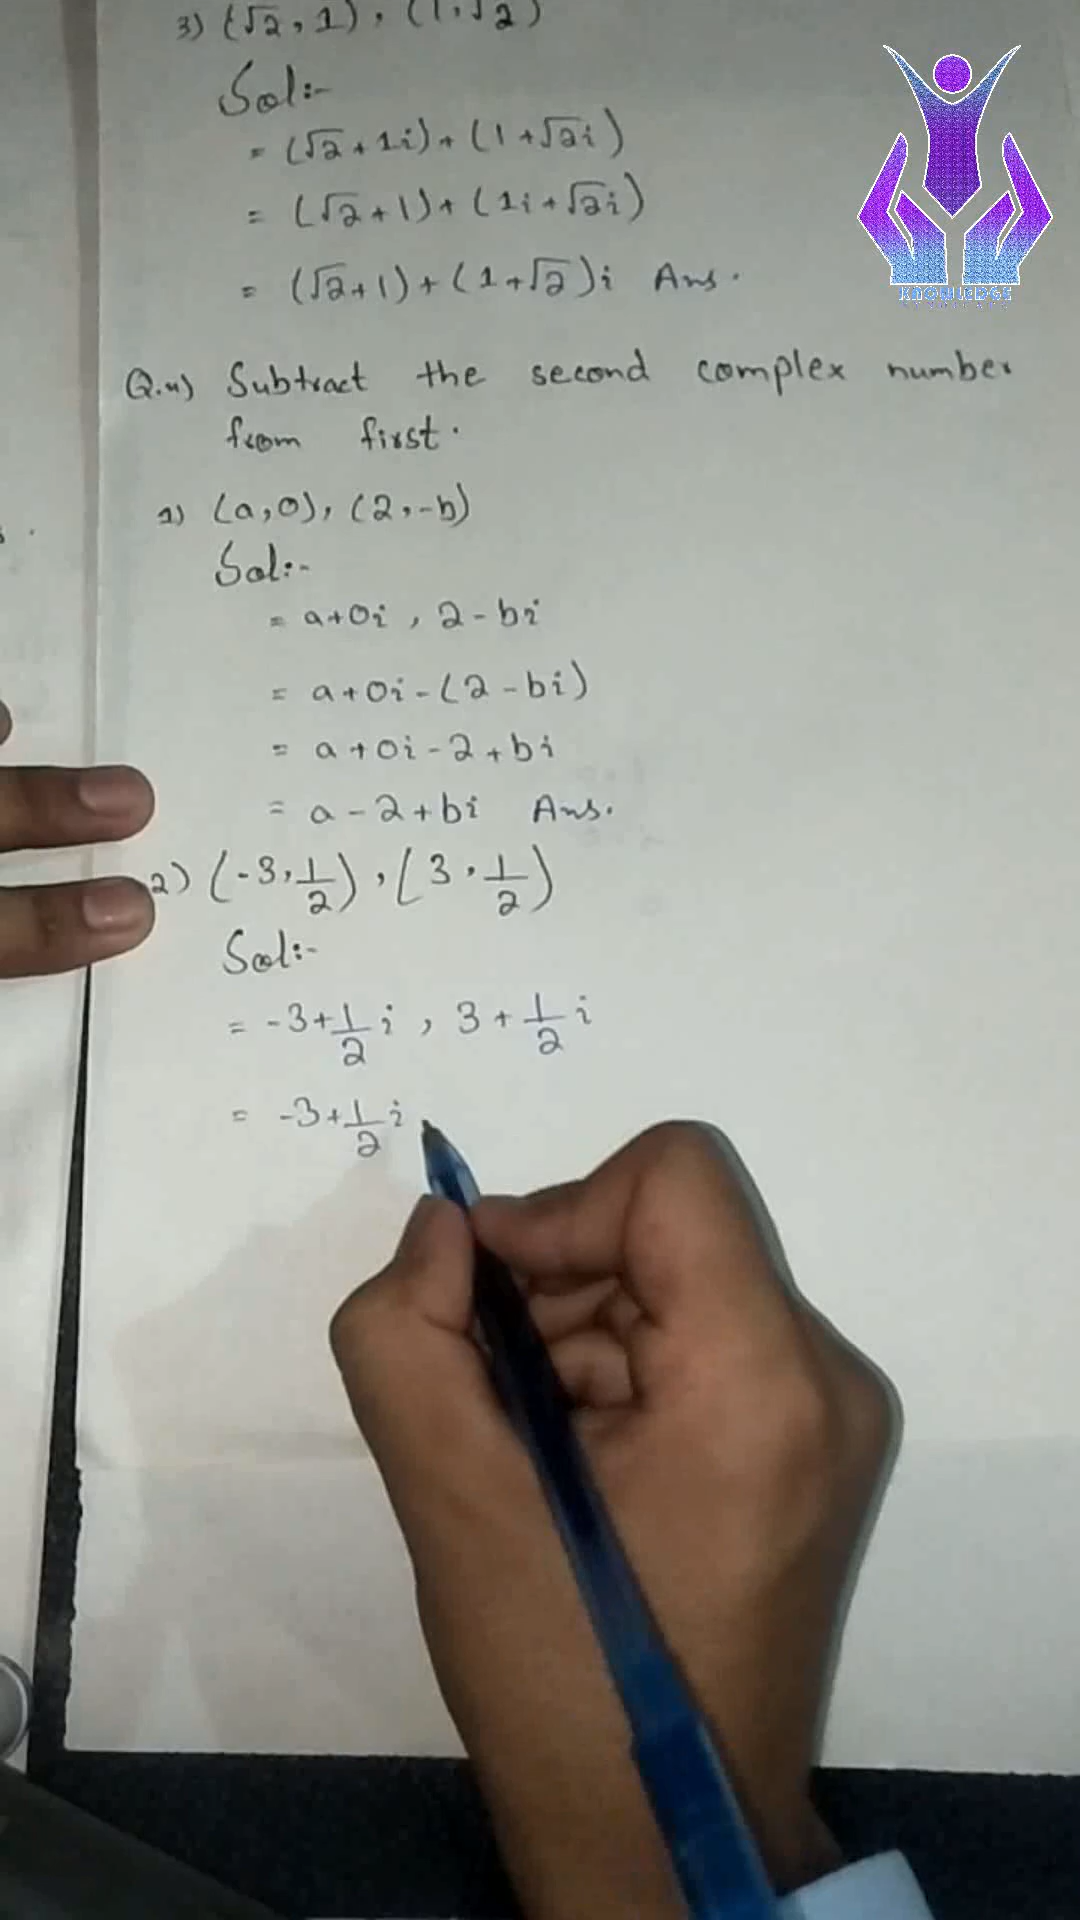 3) (√2, 1), (1, √2)
Sol:-
= (√2 + 1i) + (1 + √2i)
= (√2 + 1) + (1i + √2i)
= (√2 + 1) + (1 + √2)i Ans.
Q.4) Subtract the second complex number
from first.
1) (a, 0), (2, -b)
Sol:-
= a + 0i, 2 - bi
= a + 0i - (2 - bi)
= a + 0i - 2 + bi
= a - 2 + bi Ans.
2) (-3, 1/2), (3, 1/2)
Sol:-
= -3 + 1/2 i, 3 + 1/2 i
= -3 + 1/2 i
KNOWLEDGE